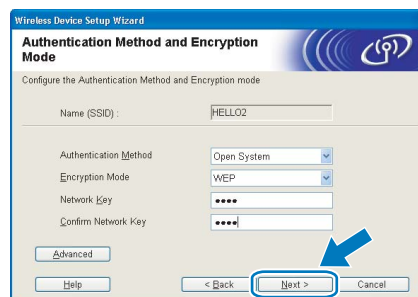 Wireless Device Setup Wizard
Authentication Method and Encryption
Mode
Configure the Authentication Method and Encryption mode
Name (SSID) : HELLO2
Authentication Method Open System
Encryption Mode WEP
Network Key ••••
Confirm Network Key ••••
Advanced
Help < Back Next > Cancel